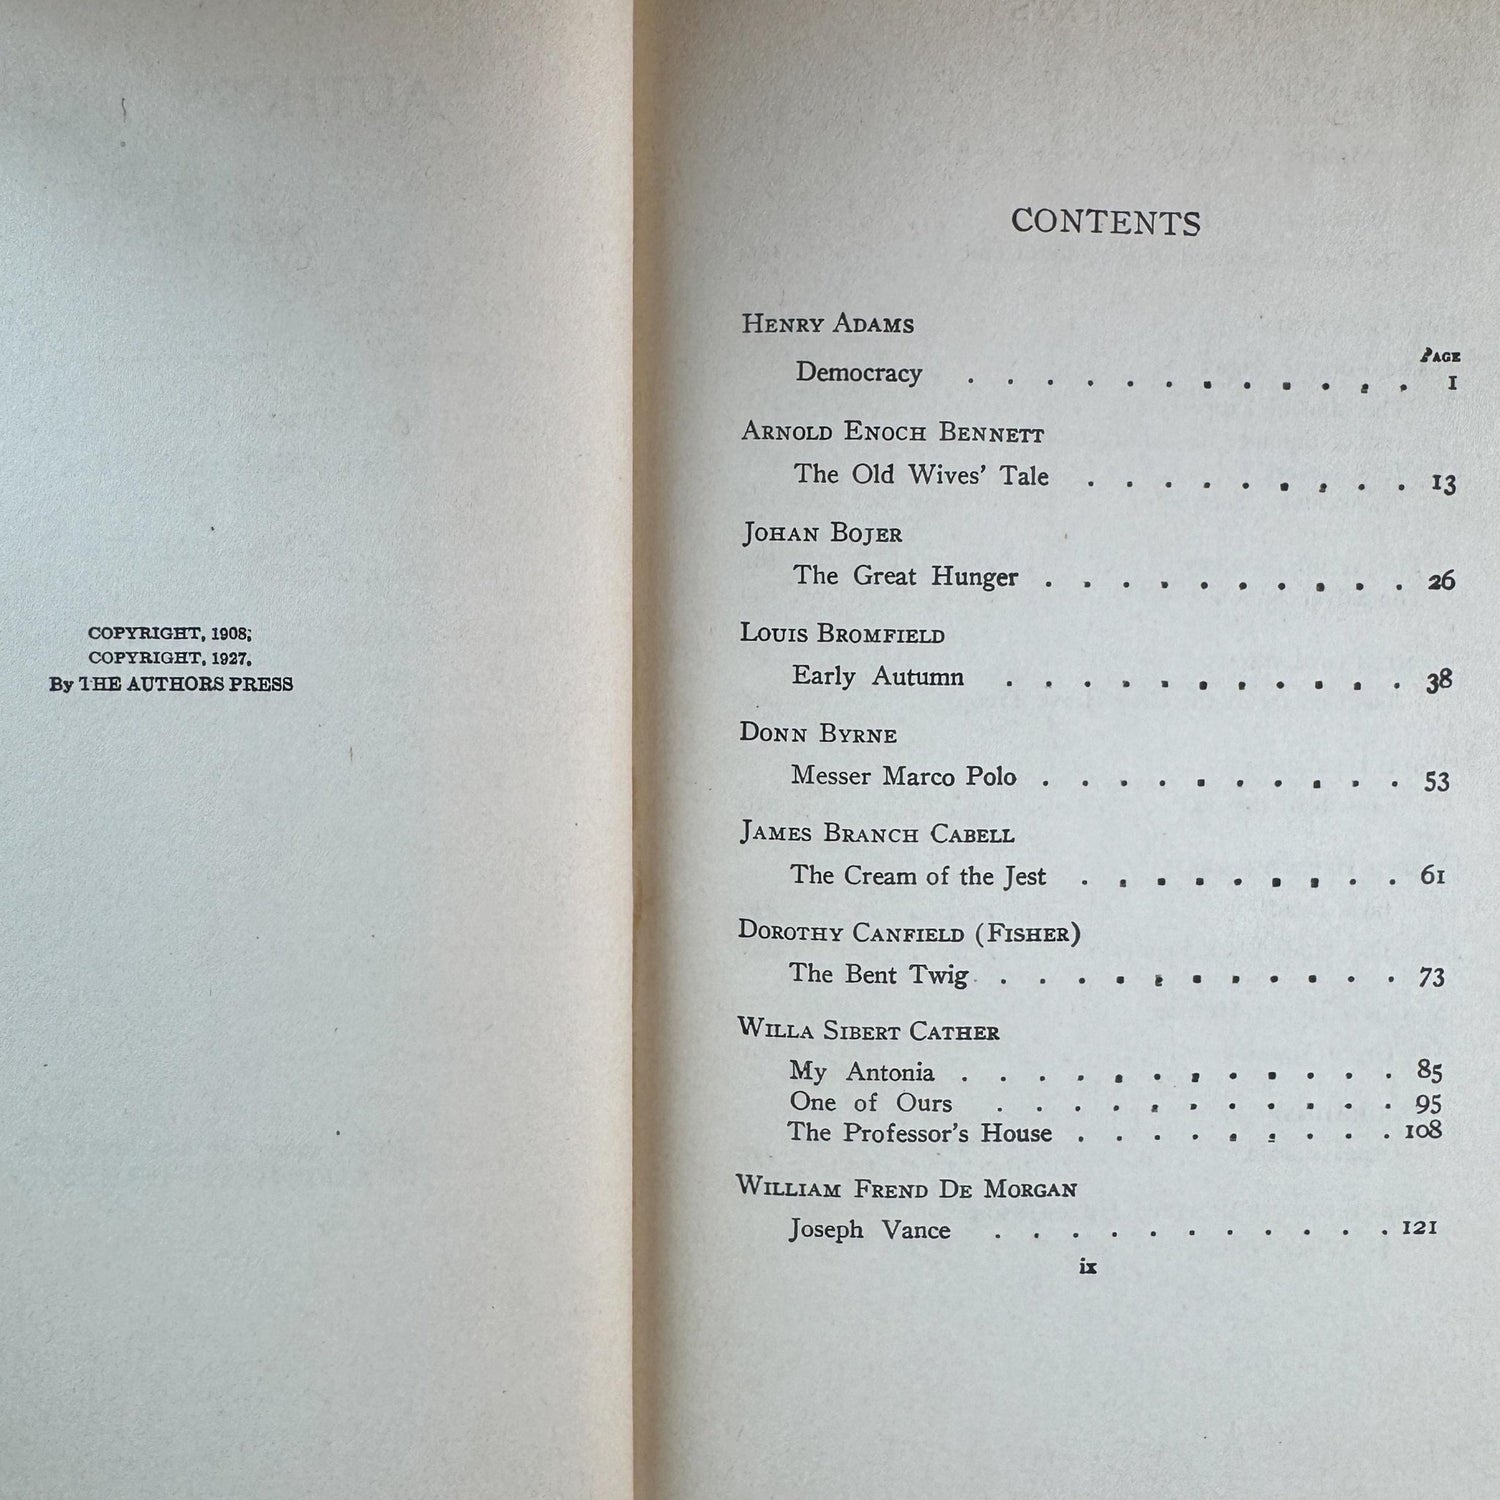 COPYRIGHT, 1908;
COPYRIGHT, 1927,
By THE AUTHORS PRESS
CONTENTS
HENRY ADAMS
PAGE
Democracy . . . . . . . . . . . . 1
ARNOLD ENOCH BENNETT
The Old Wives' Tale . . . . . . . . . 13
JOHAN BOJER
The Great Hunger . . . . . . . . . . 26
LOUIS BROMFIELD
Early Autumn . . . . . . . . . . . 38
DONN BYRNE
Messer Marco Polo . . . . . . . . . . 53
JAMES BRANCH CABELL
The Cream of the Jest . . . . . . . . . 61
DOROTHY CANFIELD (FISHER)
The Bent Twig . . . . . . . . . . . 73
WILLA SIBERT CATHER
My Antonia . . . . . . . . . . . . 85
One of Ours . . . . . . . . . . . 95
The Professor's House . . . . . . . . . 108
WILLIAM FREND DE MORGAN
Joseph Vance . . . . . . . . . . . 121
ix